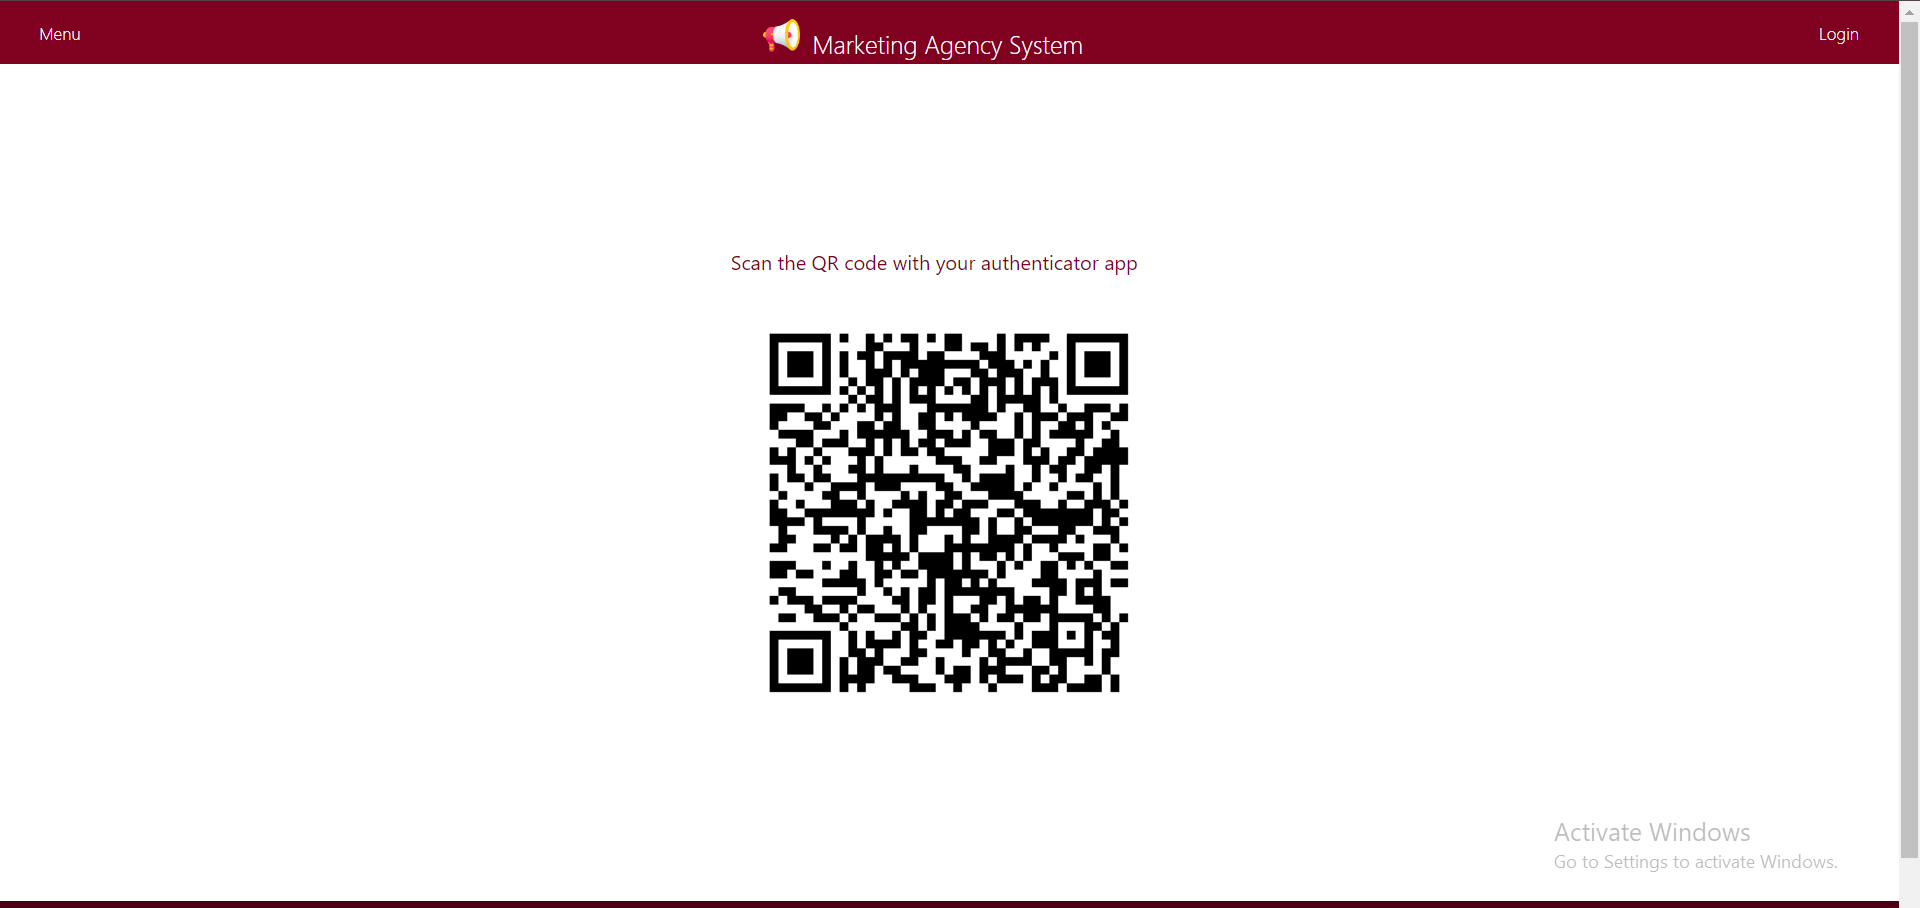 Menu
Marketing Agency System
Login
Scan the QR code with your authenticator app
Activate Windows
Go to Settings to activate Windows.